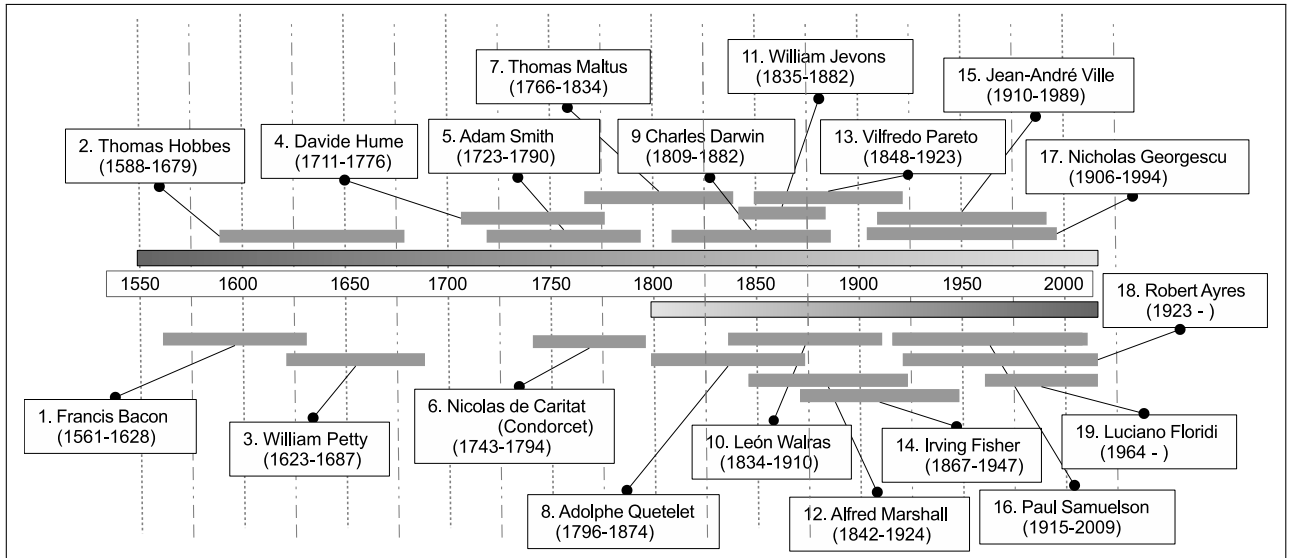 7. Thomas Maltus
(1766-1834)
11. William Jevons
(1835-1882)
15. Jean-André Ville
(1910-1989)
2. Thomas Hobbes
(1588-1679)
4. Davide Hume
(1711-1776)
5. Adam Smith
(1723-1790)
9 Charles Darwin
(1809-1882)
13. Vilfredo Pareto
(1848-1923)
17. Nicholas Georgescu
(1906-1994)
1550 1600 1650 1700 1750 1800 1850 1900 1950 2000
18. Robert Ayres
(1923 - )
1. Francis Bacon
(1561-1628)
3. William Petty
(1623-1687)
6. Nicolas de Caritat
(Condorcet)
(1743-1794)
10. León Walras
(1834-1910)
14. Irving Fisher
(1867-1947)
19. Luciano Floridi
(1964 - )
8. Adolphe Quetelet
(1796-1874)
12. Alfred Marshall
(1842-1924)
16. Paul Samuelson
(1915-2009)